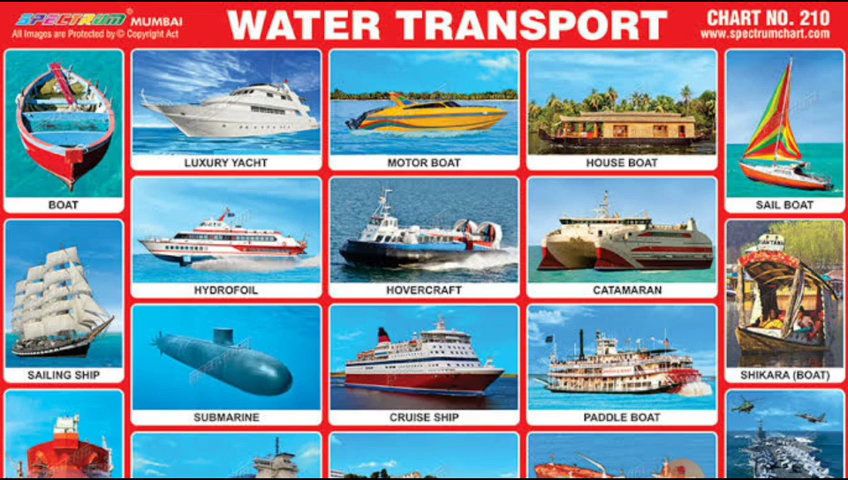 SPECTRUM MUMBAI
All Images are Protected by © Copyright Act
WATER TRANSPORT
CHART NO. 210
www.spectrumchart.com
BOAT
LUXURY YACHT
MOTOR BOAT
HOUSE BOAT
SAIL BOAT
HYDROFOIL
HOVERCRAFT
CATAMARAN
SAILING SHIP
SUBMARINE
CRUISE SHIP
PADDLE BOAT
SHIKARA (BOAT)